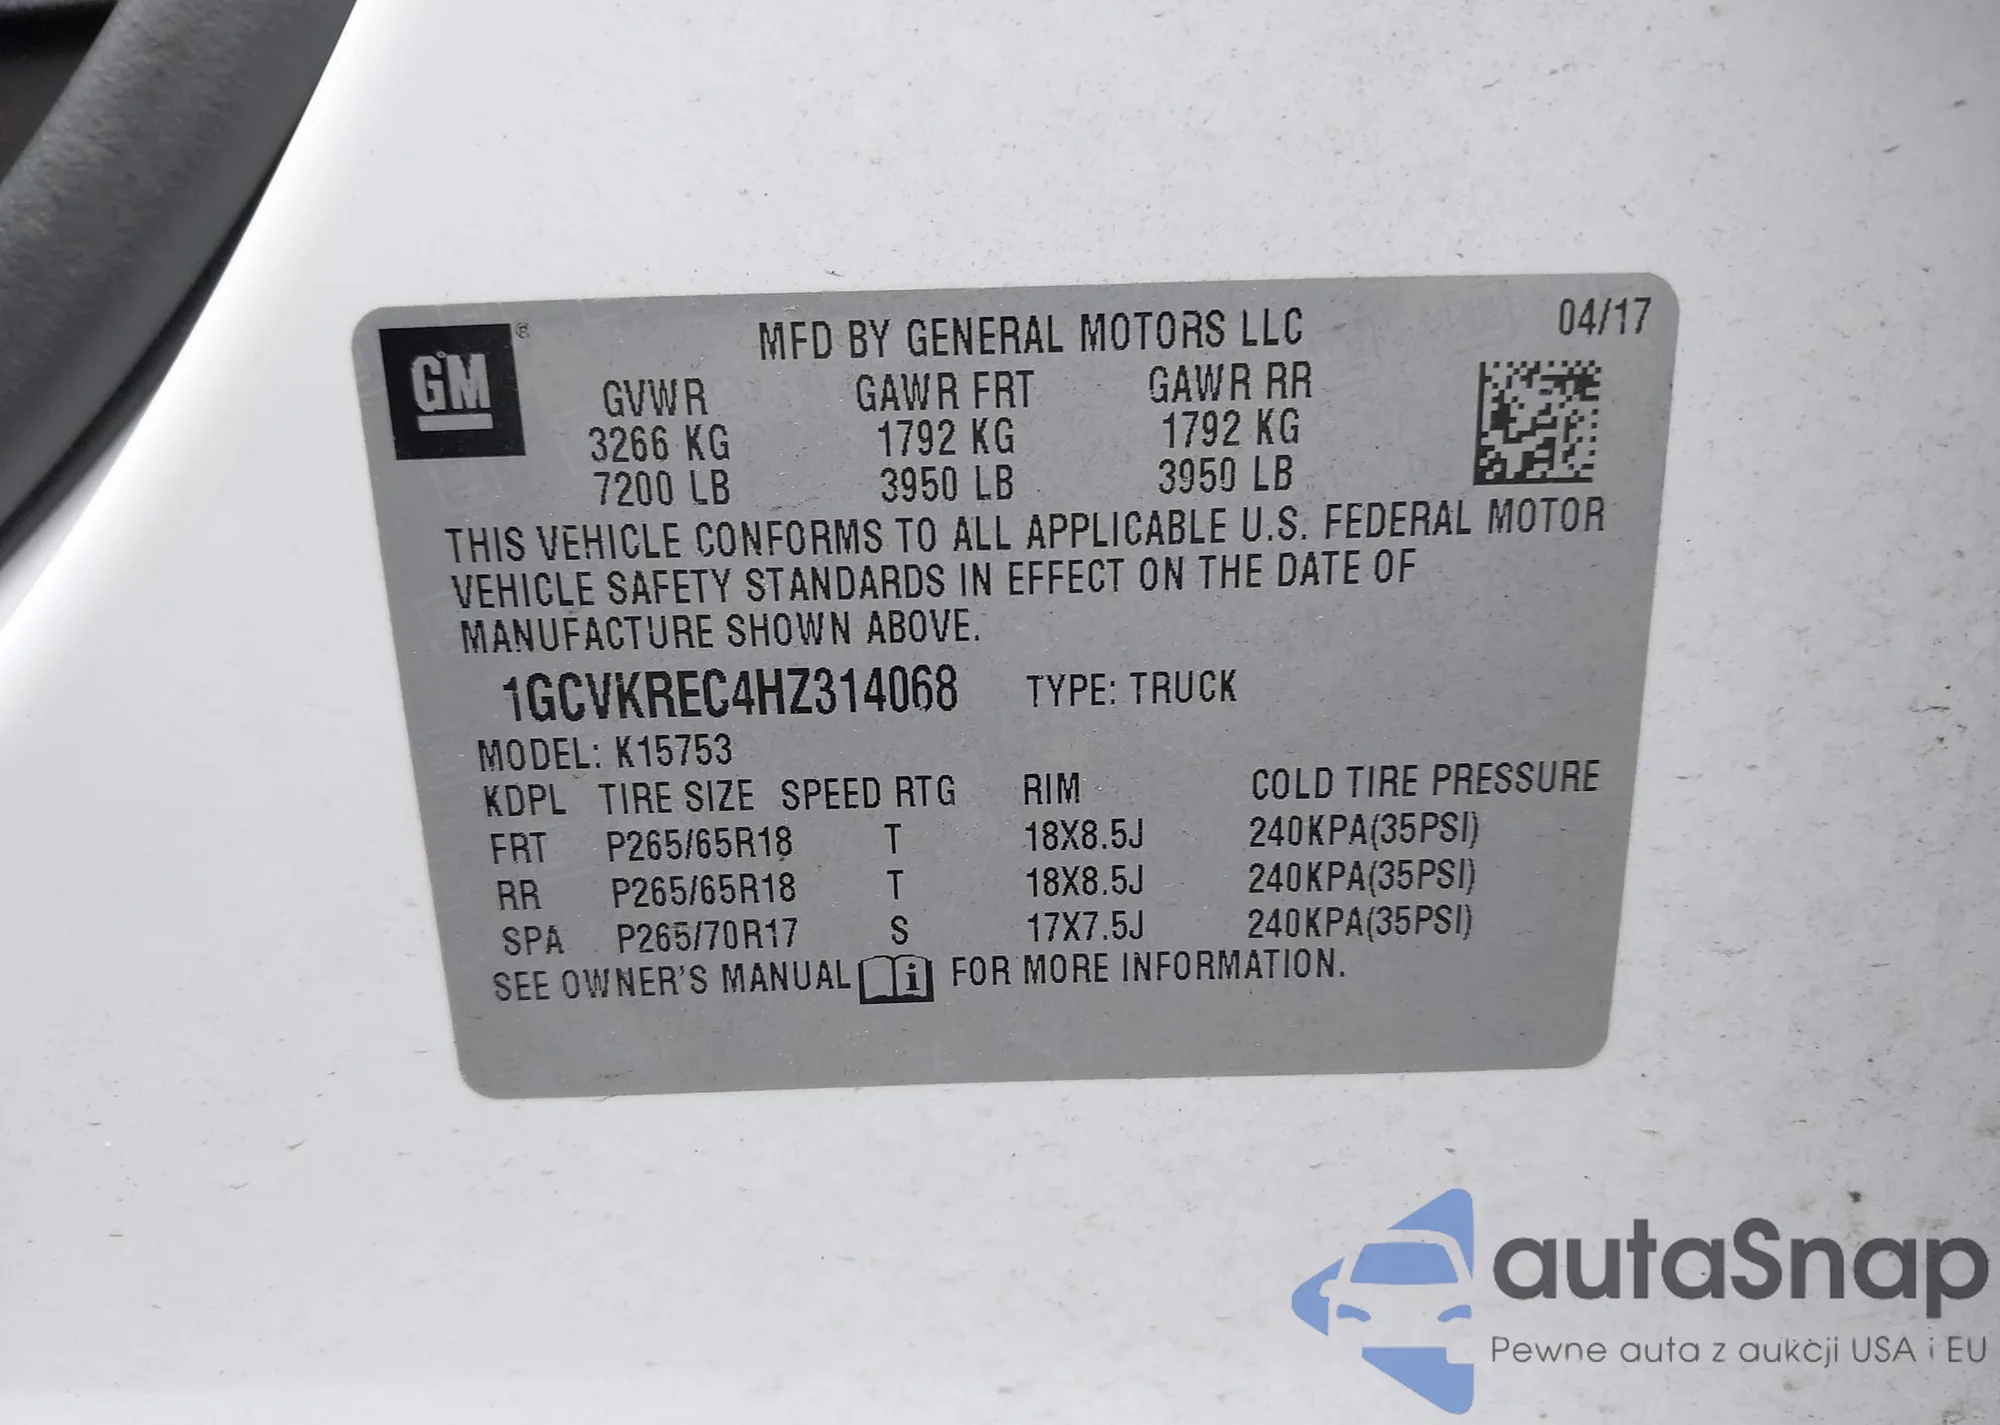 GM ®
MFD BY GENERAL MOTORS LLC 04/17
GVWR GAWR FRT GAWR RR
3266 KG 1792 KG 1792 KG
7200 LB 3950 LB 3950 LB
THIS VEHICLE CONFORMS TO ALL APPLICABLE U.S. FEDERAL MOTOR
VEHICLE SAFETY STANDARDS IN EFFECT ON THE DATE OF
MANUFACTURE SHOWN ABOVE.
1GCVKREC4HZ314068 TYPE: TRUCK
MODEL: K15753
KDPL TIRE SIZE SPEED RTG RIM COLD TIRE PRESSURE
FRT P265/65R18 T 18X8.5J 240KPA(35PSI)
RR P265/65R18 T 18X8.5J 240KPA(35PSI)
SPA P265/70R17 S 17X7.5J 240KPA(35PSI)
SEE OWNER'S MANUAL i FOR MORE INFORMATION.
autaSnap
Pewne auta z aukcji USA i EU